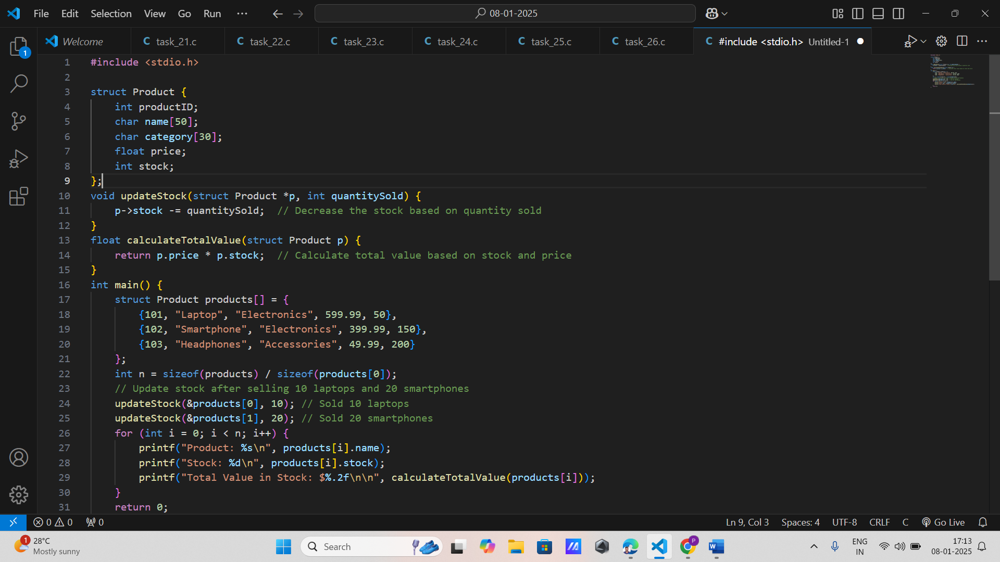 File Edit Selection View Go Run ··· 08-01-2025
Welcome task_21.c task_22.c task_23.c task_24.c task_25.c task_26.c #include <stdio.h> Untitled-1
1 #include <stdio.h>
2
3 struct Product {
4 int productID;
5 char name[50];
6 char category[30];
7 float price;
8 int stock;
9 };
10 void updateStock(struct Product *p, int quantitySold) {
11 p->stock -= quantitySold;  // Decrease the stock based on quantity sold
12 }
13 float calculateTotalValue(struct Product p) {
14 return p.price * p.stock;  // Calculate total value based on stock and price
15 }
16 int main() {
17 struct Product products[] = {
18 {101, "Laptop", "Electronics", 599.99, 50},
19 {102, "Smartphone", "Electronics", 399.99, 150},
20 {103, "Headphones", "Accessories", 49.99, 200}
21 };
22 int n = sizeof(products) / sizeof(products[0]);
23 // Update stock after selling 10 laptops and 20 smartphones
24 updateStock(&products[0], 10); // Sold 10 laptops
25 updateStock(&products[1], 20); // Sold 20 smartphones
26 for (int i = 0; i < n; i++) {
27 printf("Product: %s\n", products[i].name);
28 printf("Stock: %d\n", products[i].stock);
29 printf("Total Value in Stock: $%.2f\n\n", calculateTotalValue(products[i]));
30 }
31 return 0;
0 0 0 Ln 9, Col 3 Spaces: 4 UTF-8 CRLF C Go Live
1 28°C
Mostly sunny
Search
ENG
IN
17:13
08-01-2025